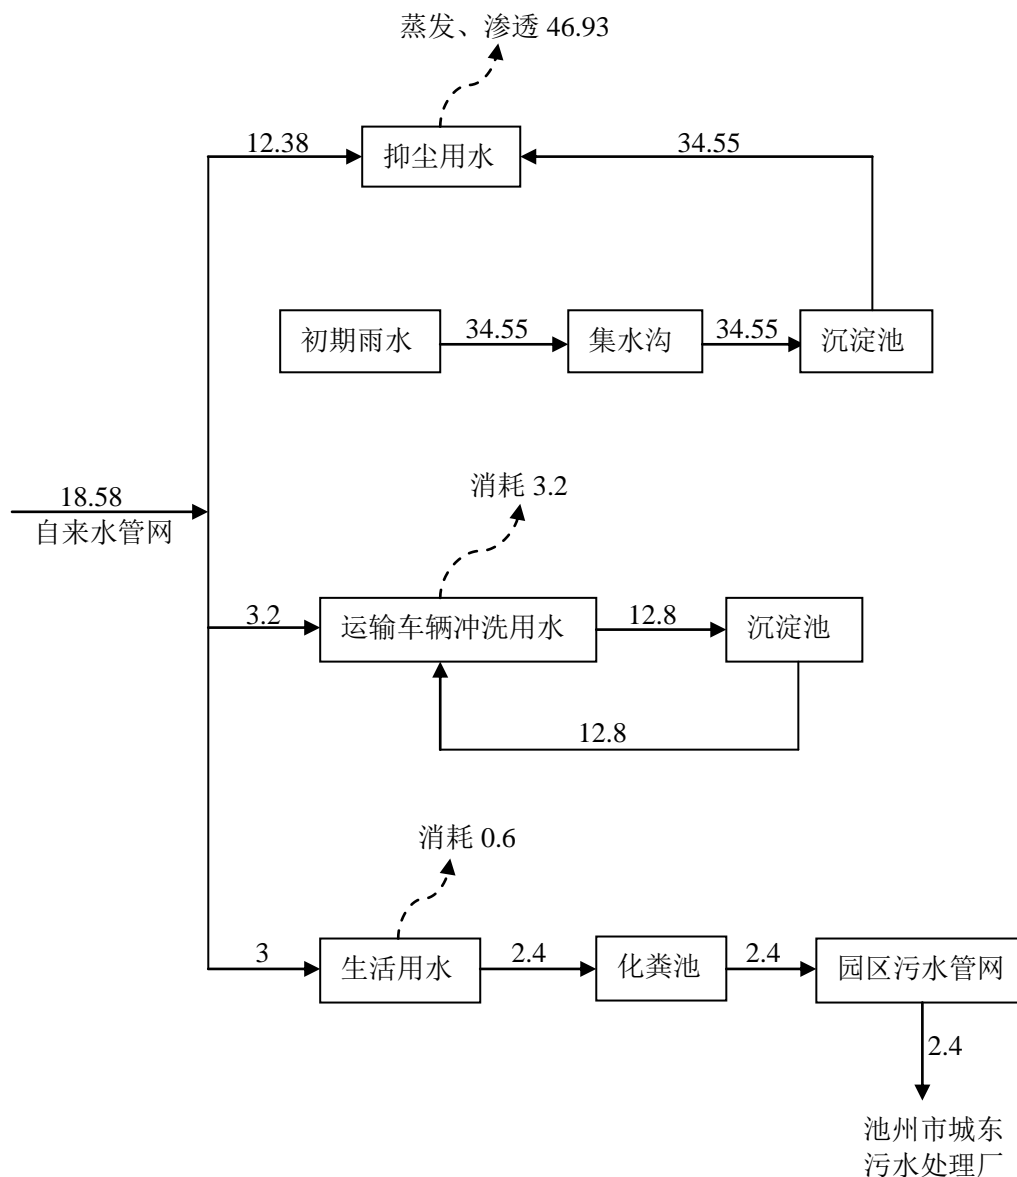 蒸发、渗透 46.93
12.38
抑尘用水
34.55
初期雨水
34.55
集水沟
34.55
沉淀池
18.58
自来水管网
消耗 3.2
3.2
运输车辆冲洗用水
12.8
沉淀池
12.8
消耗 0.6
3
生活用水
2.4
化粪池
2.4
园区污水管网
2.4
池州市城东
污水处理厂